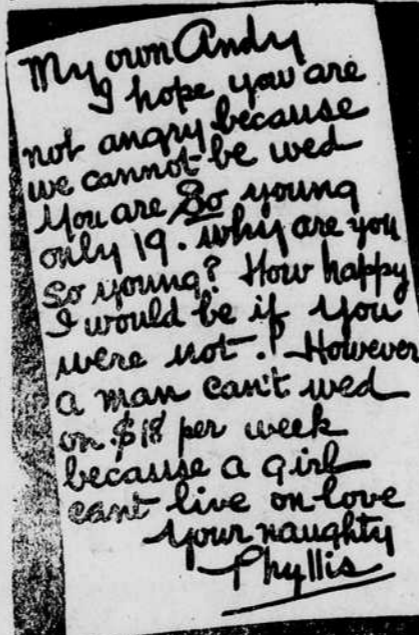 My own Andy
I hope you are
not angry because
we cannot be wed
You are So young
only 19. why are you
So young? How happy
I would be if you
were not.! However
a man can't wed
on $18 per week
because a girl
cant live on love
your naughty
Phyllis